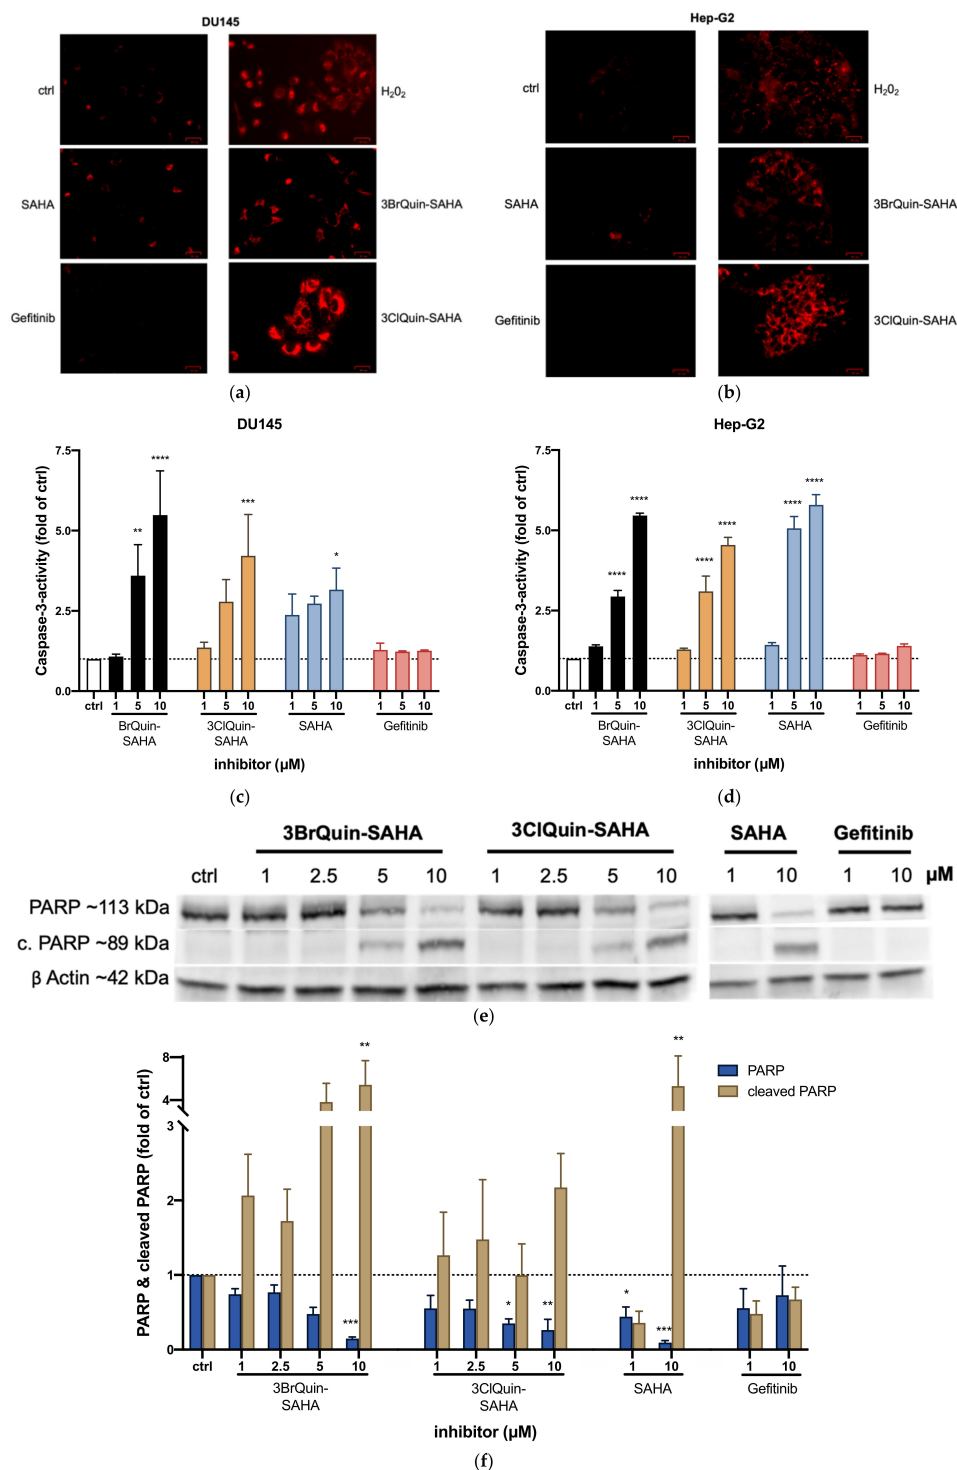 DU145
Hep-G2
ctrl
H₂0₂
SAHA
3BrQuin-SAHA
Gefitinib
3ClQuin-SAHA
ctrl
H₂0₂
SAHA
3BrQuin-SAHA
Gefitinib
3ClQuin-SAHA
(a)
(b)
DU145
Caspase-3-activity (fold of ctrl)
7.5
5.0
2.5
0.0
** **** *** *
ctrl 1 5 10 1 5 10 1 5 10 1 5 10
BrQuin-SAHA 3ClQuin-SAHA SAHA Gefitinib
inhibitor (µM)
(c)
Hep-G2
Caspase-3-activity (fold of ctrl)
7.5
5.0
2.5
0.0
**** **** **** **** **** ****
ctrl 1 5 10 1 5 10 1 5 10 1 5 10
BrQuin-SAHA 3ClQuin-SAHA SAHA Gefitinib
inhibitor (µM)
(d)
3BrQuin-SAHA 3ClQuin-SAHA SAHA Gefitinib
ctrl 1 2.5 5 10 1 2.5 5 10 1 10 1 10 µM
PARP ~113 kDa
c. PARP ~89 kDa
β Actin ~42 kDa
(e)
PARP & cleaved PARP (fold of ctrl)
8
4
3
2
1
0
*** ** * ** * *** **
PARP
cleaved PARP
ctrl 1 2.5 5 10 1 2.5 5 10 1 10 1 10
3BrQuin-SAHA 3ClQuin-SAHA SAHA Gefitinib
inhibitor (µM)
(f)